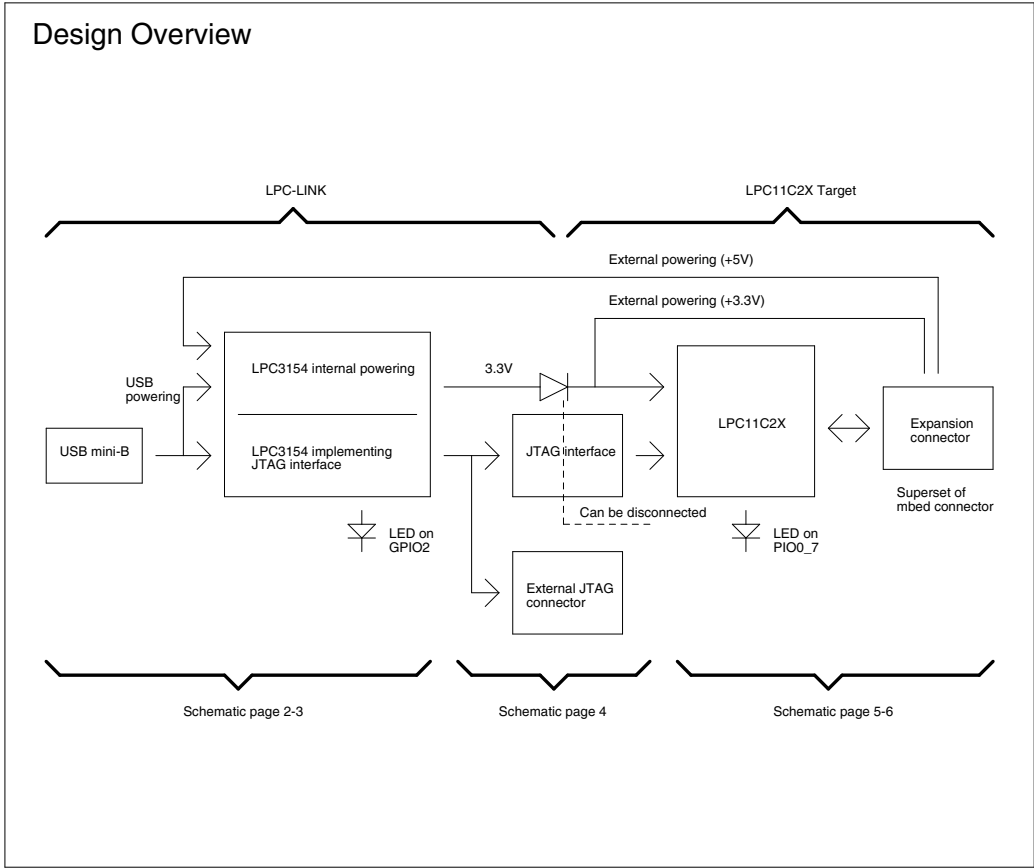 Design Overview
LPC-LINK
LPC11C2X Target
External powering (+5V)
External powering (+3.3V)
USB
powering
LPC3154 internal powering
3.3V
USB mini-B
LPC3154 implementing
JTAG interface
JTAG interface
LPC11C2X
Expansion
connector
Superset of
mbed connector
Can be disconnected
LED on
GPIO2
LED on
PIO0_7
External JTAG
connector
Schematic page 2-3
Schematic page 4
Schematic page 5-6